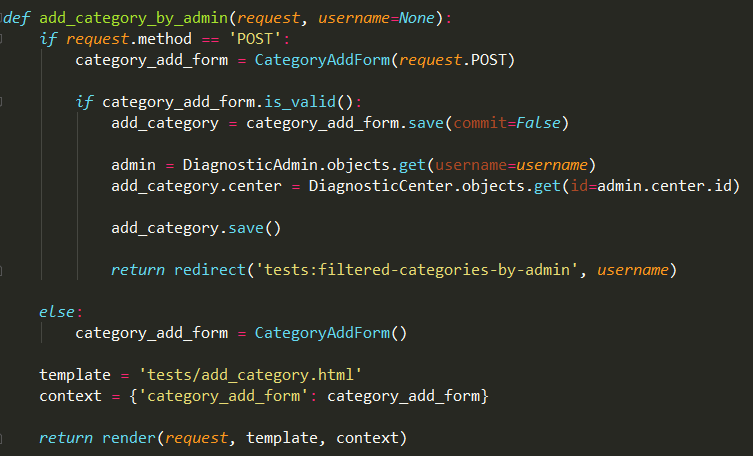 def add_category_by_admin(request, username=None):
    if request.method == 'POST':
        category_add_form = CategoryAddForm(request.POST)

        if category_add_form.is_valid():
            add_category = category_add_form.save(commit=False)

            admin = DiagnosticAdmin.objects.get(username=username)
            add_category.center = DiagnosticCenter.objects.get(id=admin.center.id)

            add_category.save()

            return redirect('tests:filtered-categories-by-admin', username)

    else:
        category_add_form = CategoryAddForm()

    template = 'tests/add_category.html'
    context = {'category_add_form': category_add_form}

    return render(request, template, context)